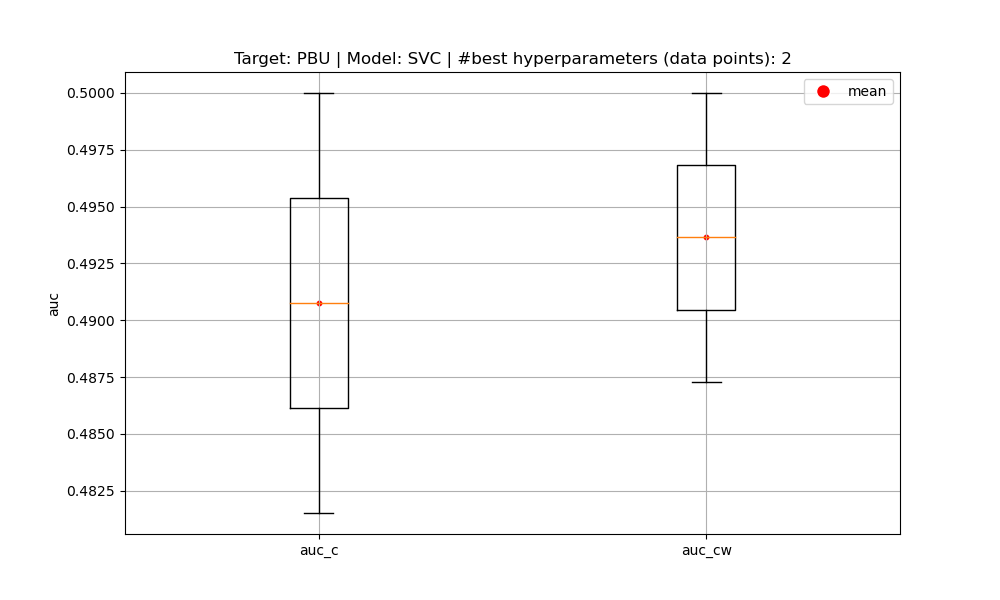 Target: PBU | Model: SVC | #best hyperparameters (data points): 2
mean
0.5000
0.4975
0.4950
0.4925
0.4900
0.4875
0.4850
0.4825
auc
auc_c
auc_cw